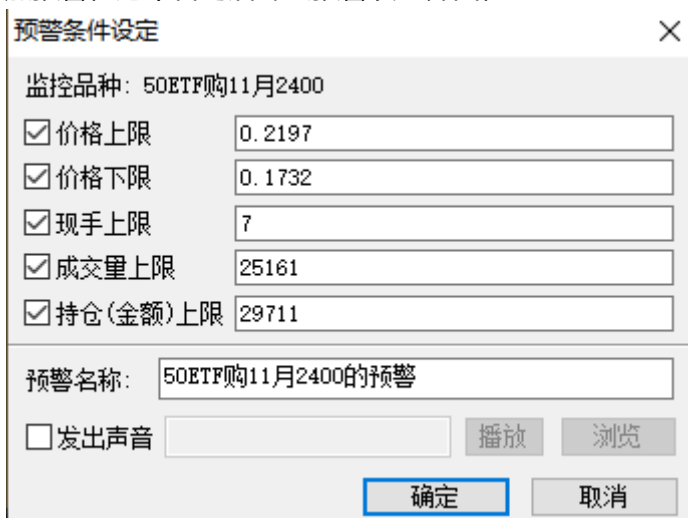 预警条件设定
监控品种: 50ETF购11月2400
价格上限 0.2197
价格下限 0.1732
现手上限 7
成交量上限 25161
持仓(金额)上限 29711
预警名称: 50ETF购11月2400的预警
发出声音 播放 浏览
确定 取消